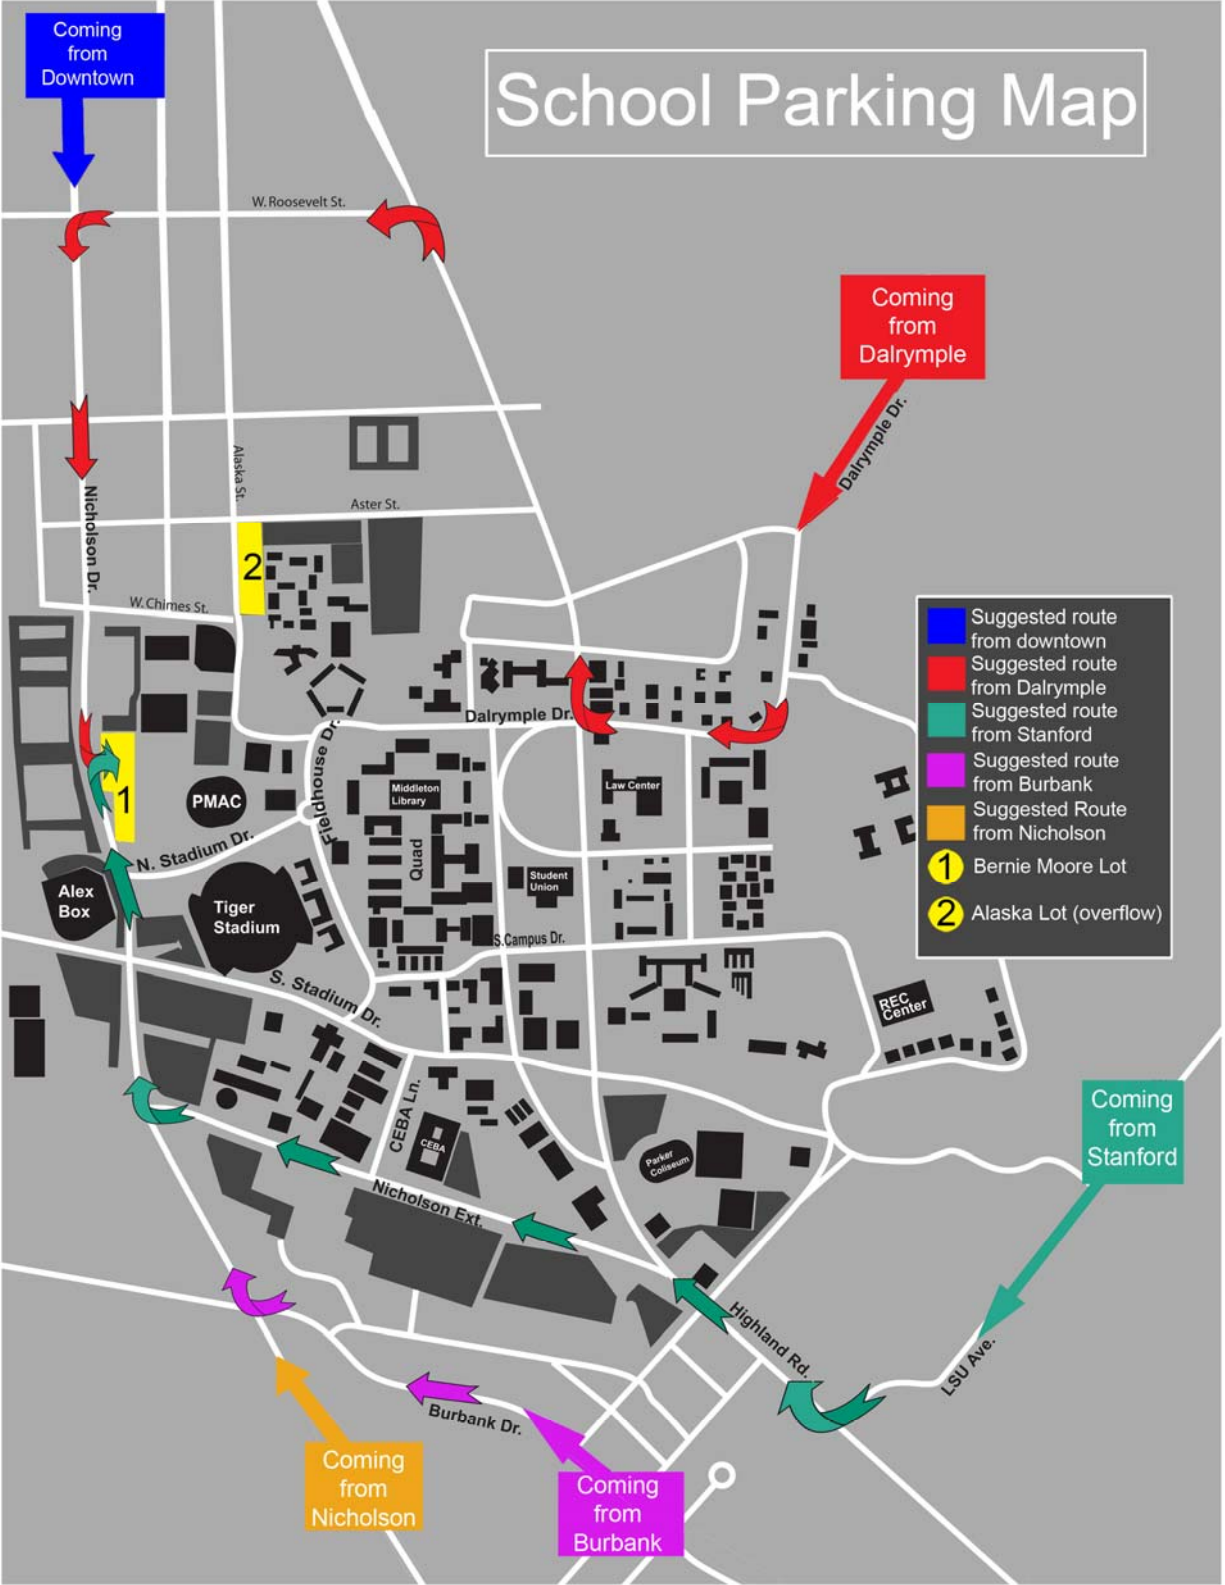 Coming
from
Downtown
School Parking Map
W. Roosevelt St.
Coming
from
Dalrymple
Dalrymple Dr.
Alaska St.
Nicholson Dr.
Aster St.
2
W. Chimes St.
Suggested route
from downtown
Suggested route
from Dalrymple
Suggested route
from Stanford
Suggested route
from Burbank
Suggested Route
from Nicholson
1 Bernie Moore Lot
2 Alaska Lot (overflow)
Dalrymple Dr.
Fieldhouse Dr.
1
PMAC
Middleton
Library
Law Center
N. Stadium Dr.
Quad
Alex
Box
Tiger
Stadium
Student
Union
S.Campus Dr.
S. Stadium Dr.
REC
Center
CEBA Ln.
CEBA
Parker
Coliseum
Coming
from
Stanford
Nicholson Ext.
Highland Rd.
LSU Ave.
Burbank Dr.
Coming
from
Nicholson
Coming
from
Burbank